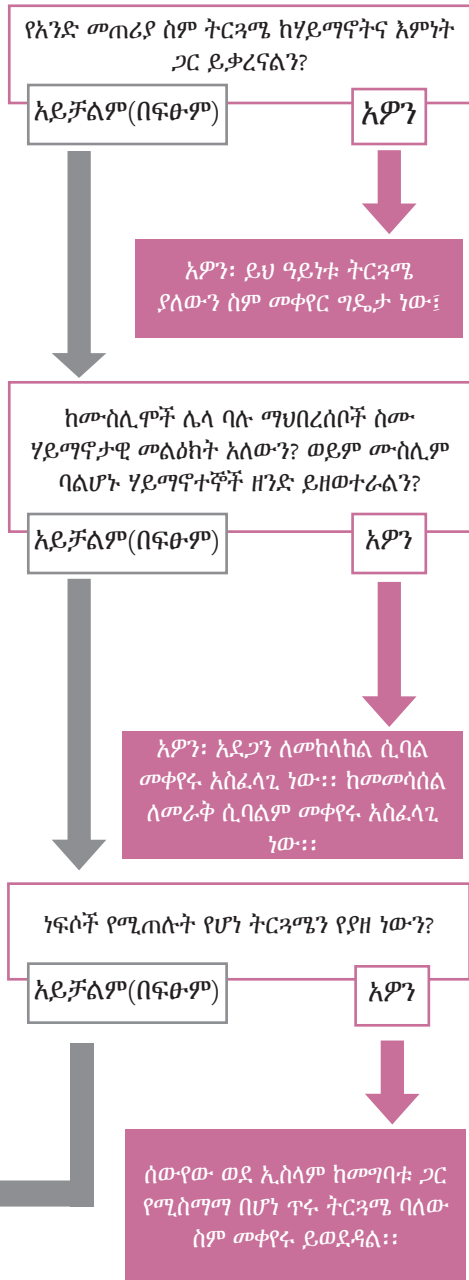 የአንድ መጠሪያ ስም ትርጓሜ ከሃይማኖትና እምነት
ጋር ይቃረናልን?
አይቻልም(በፍፁም)
አዎን
አዎን፡ ይህ ዓይነቱ ትርጓሜ
ያለውን ስም መቀየር ግዴታ ነው፤
ከሙስሊሞች ሌላ ባሉ ማህበረሰቦች ስሙ
ሃይማኖታዊ መልዕክት አለውን? ወይም ሙስሊም
ባልሆኑ ሃይማኖተኞች ዘንድ ይዘወተራልን?
አይቻልም(በፍፁም)
አዎን
አዎን፡ አደጋን ለመከላከል ሲባል
መቀየሩ አስፈላጊ ነው፡፡ ከመመሳሰል
ለመራቅ ሲባልም መቀየሩ አስፈላጊ
ነው፡፡
ነፍሶች የሚጠሉት የሆነ ትርጓሜን የያዘ ነውን?
አይቻልም(በፍፁም)
አዎን
ሰውየው ወደ ኢስላም ከመግባቱ ጋር
የሚስማማ በሆነ ጥሩ ትርጓሜ ባለው
ስም መቀየሩ ይወደዳል፡፡